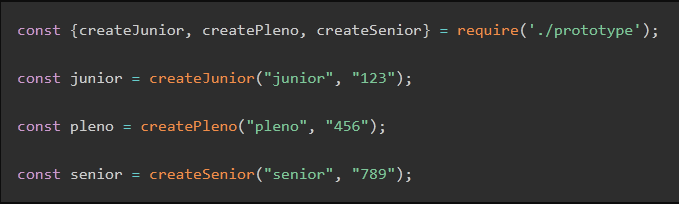 const {createJunior, createPleno, createSenior} = require('./prototype');
const junior = createJunior("junior", "123");
const pleno = createPleno("pleno", "456");
const senior = createSenior("senior", "789");